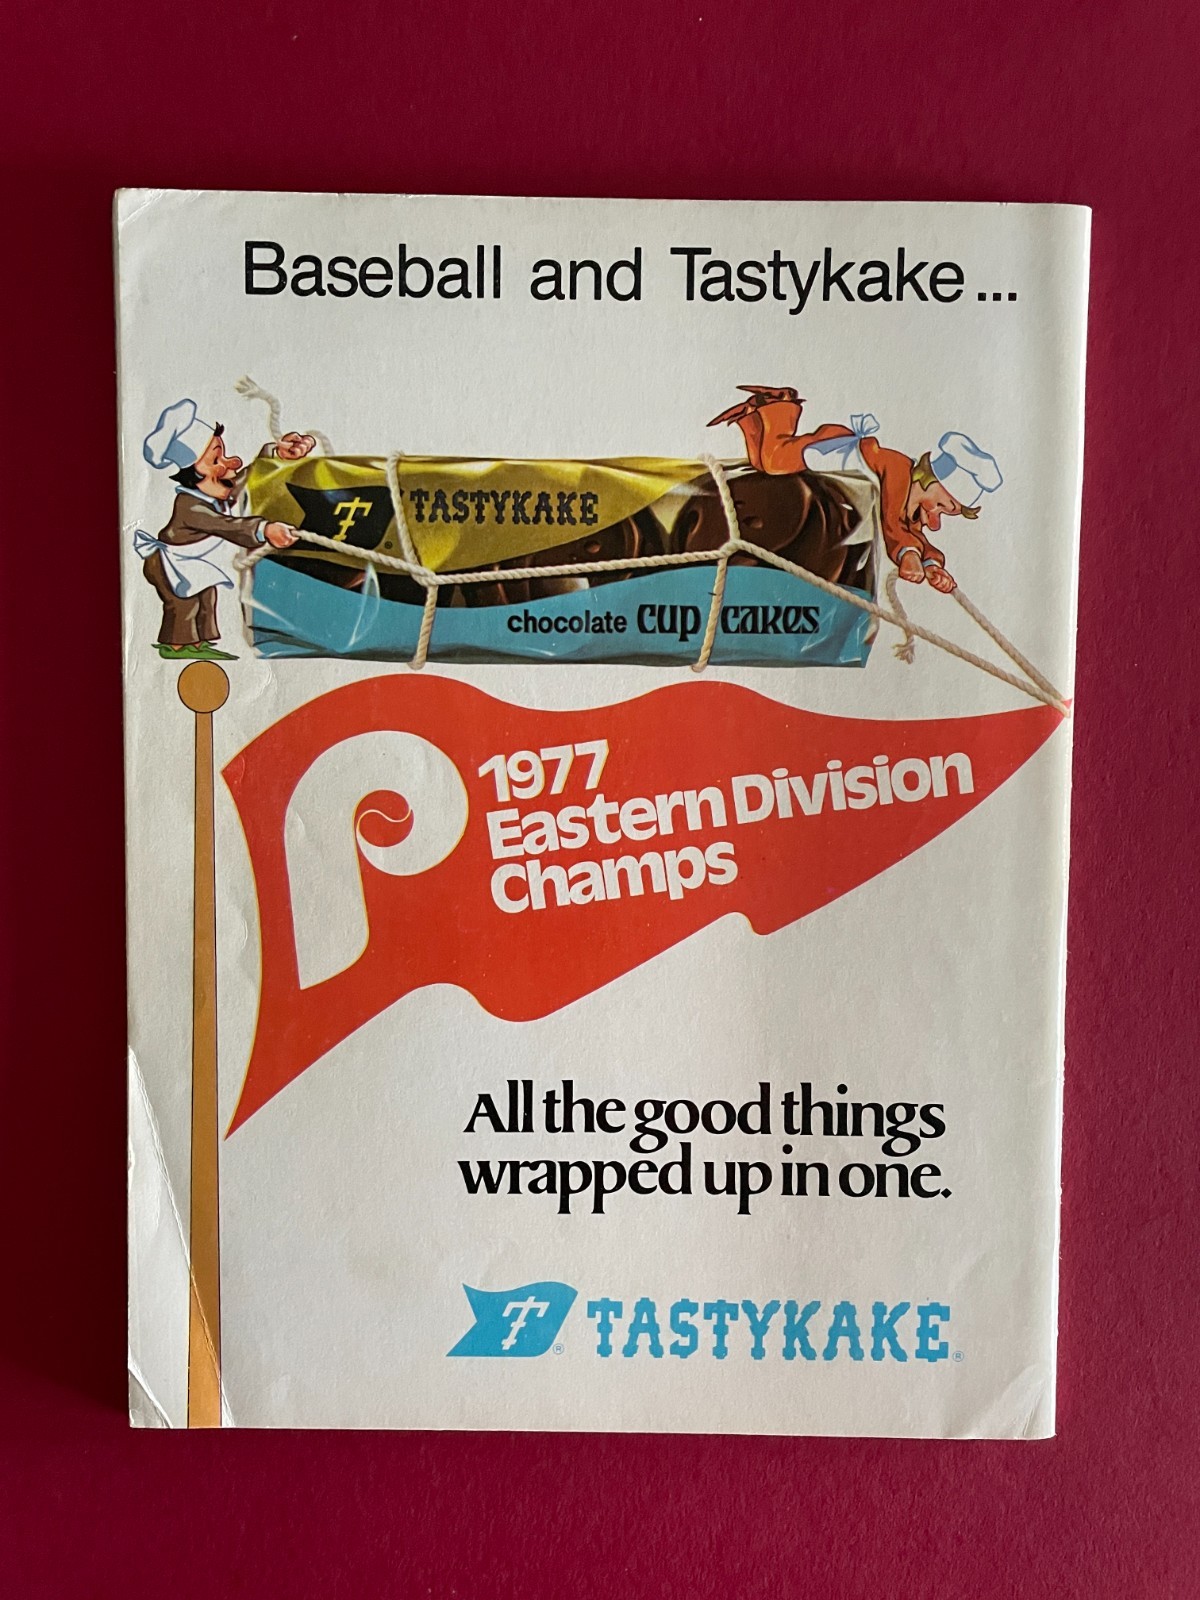 Baseball and Tastykake...
T ® TASTYKAKE
chocolate CUP CAKES
P 1977
Eastern Division
Champs
All the good things
wrapped up in one.
T ® TASTYKAKE ®